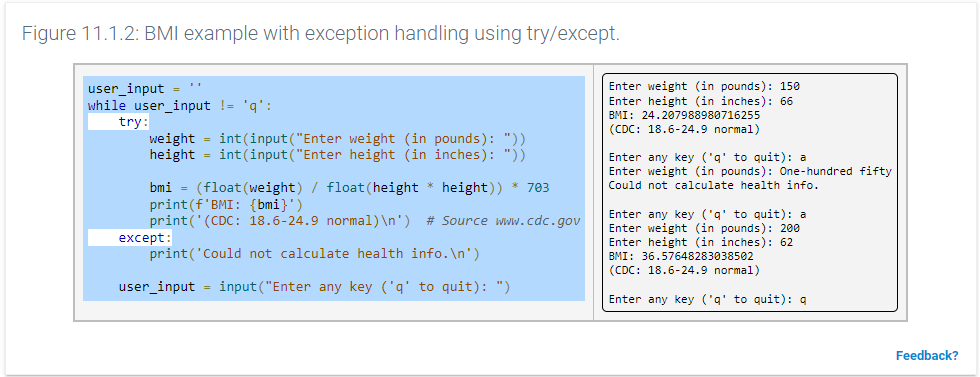 Figure 11.1.2: BMI example with exception handling using try/except.
user_input = ''
while user_input != 'q':
    try:
        weight = int(input("Enter weight (in pounds): "))
        height = int(input("Enter height (in inches): "))

        bmi = (float(weight) / float(height * height)) * 703
        print(f'BMI: {bmi}')
        print('(CDC: 18.6-24.9 normal)\n')  # Source www.cdc.gov
    except:
        print('Could not calculate health info.\n')

    user_input = input("Enter any key ('q' to quit): ")
Enter weight (in pounds): 150
Enter height (in inches): 66
BMI: 24.207988980716255
(CDC: 18.6-24.9 normal)

Enter any key ('q' to quit): a
Enter weight (in pounds): One-hundred fifty
Could not calculate health info.

Enter any key ('q' to quit): a
Enter weight (in pounds): 200
Enter height (in inches): 62
BMI: 36.57648283038502
(CDC: 18.6-24.9 normal)

Enter any key ('q' to quit): q
Feedback?